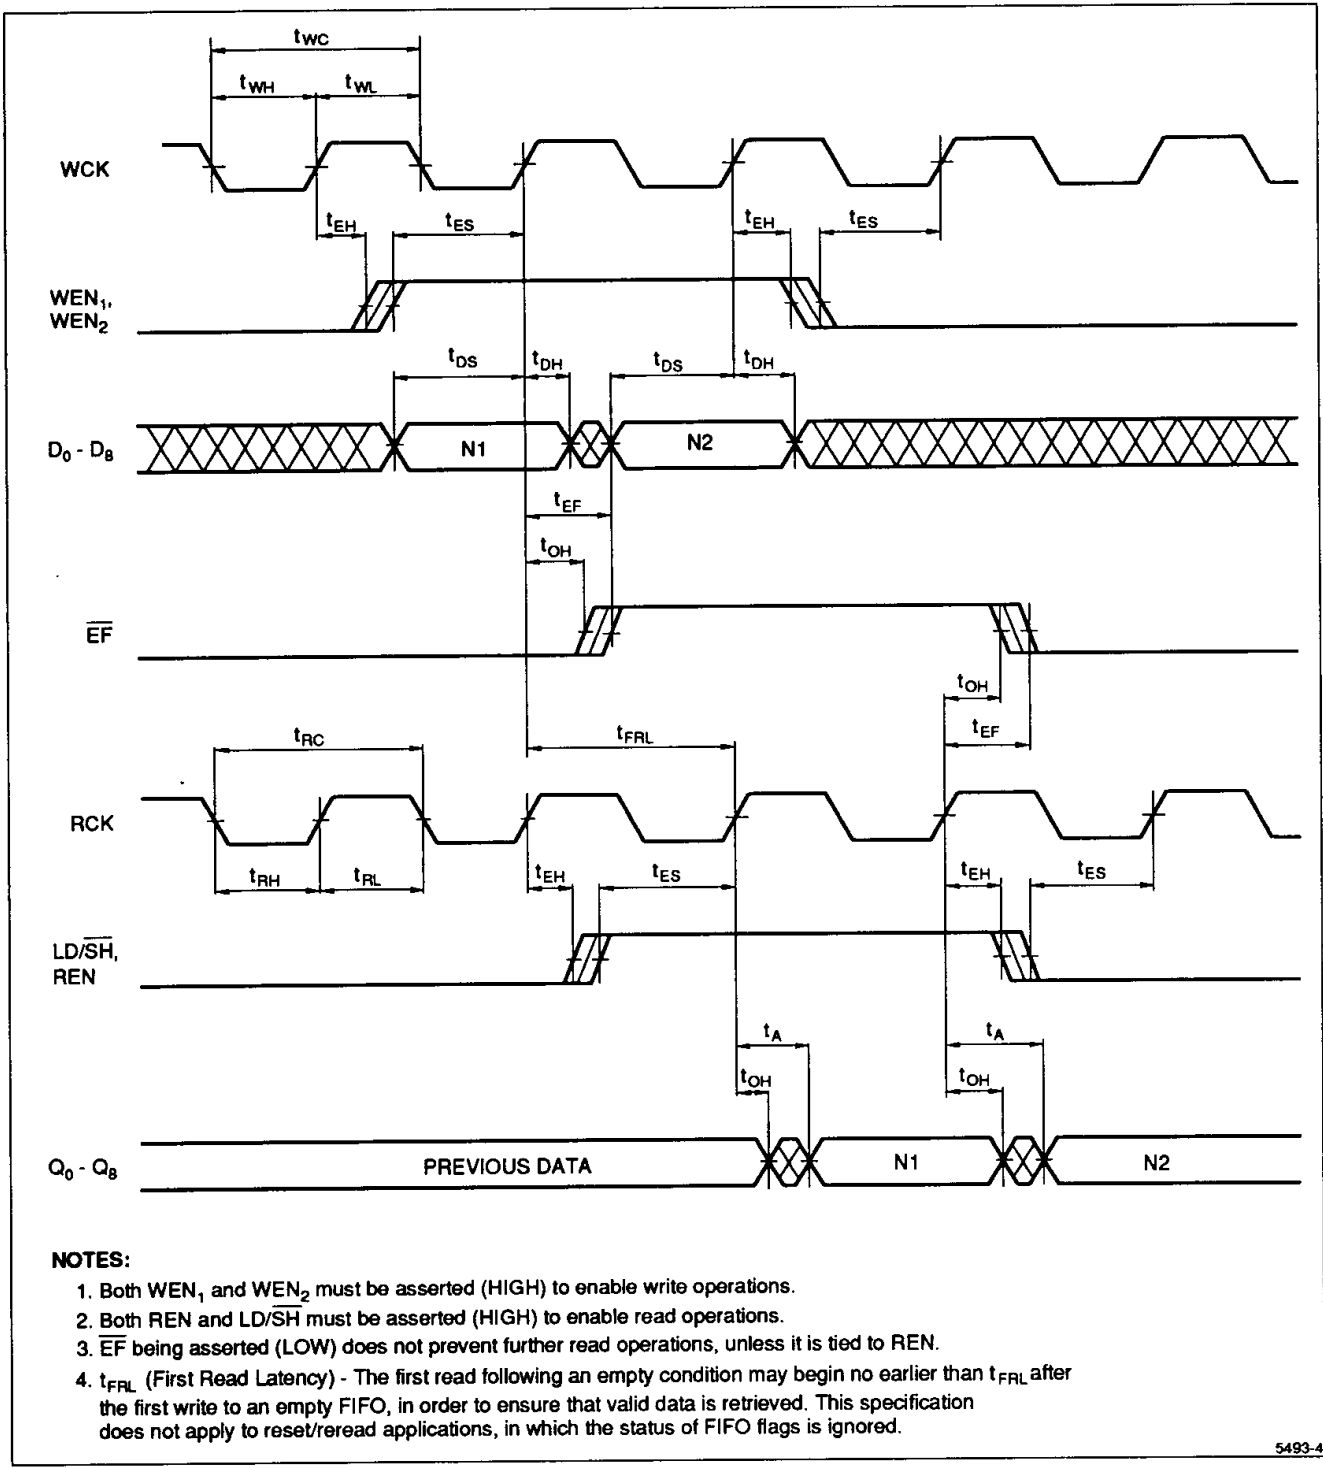 tWC
tWH tWL
WCK
tEH tES tEH tES
WEN1,
WEN2
tDS tDH tDS tDH
D0 - D8 N1 N2
tEF
tOH
E̅F̅
tOH
tRC tFRL tEF
RCK
tRH tRL tEH tES tEH tES
LD/S̅H̅,
REN
tA tA
tOH tOH
Q0 - Q8 PREVIOUS DATA N1 N2
NOTES:
1. Both WEN1 and WEN2 must be asserted (HIGH) to enable write operations.
2. Both REN and LD/S̅H̅ must be asserted (HIGH) to enable read operations.
3. E̅F̅ being asserted (LOW) does not prevent further read operations, unless it is tied to REN.
4. tFRL (First Read Latency) - The first read following an empty condition may begin no earlier than tFRL after
the first write to an empty FIFO, in order to ensure that valid data is retrieved. This specification
does not apply to reset/reread applications, in which the status of FIFO flags is ignored.
5493-4